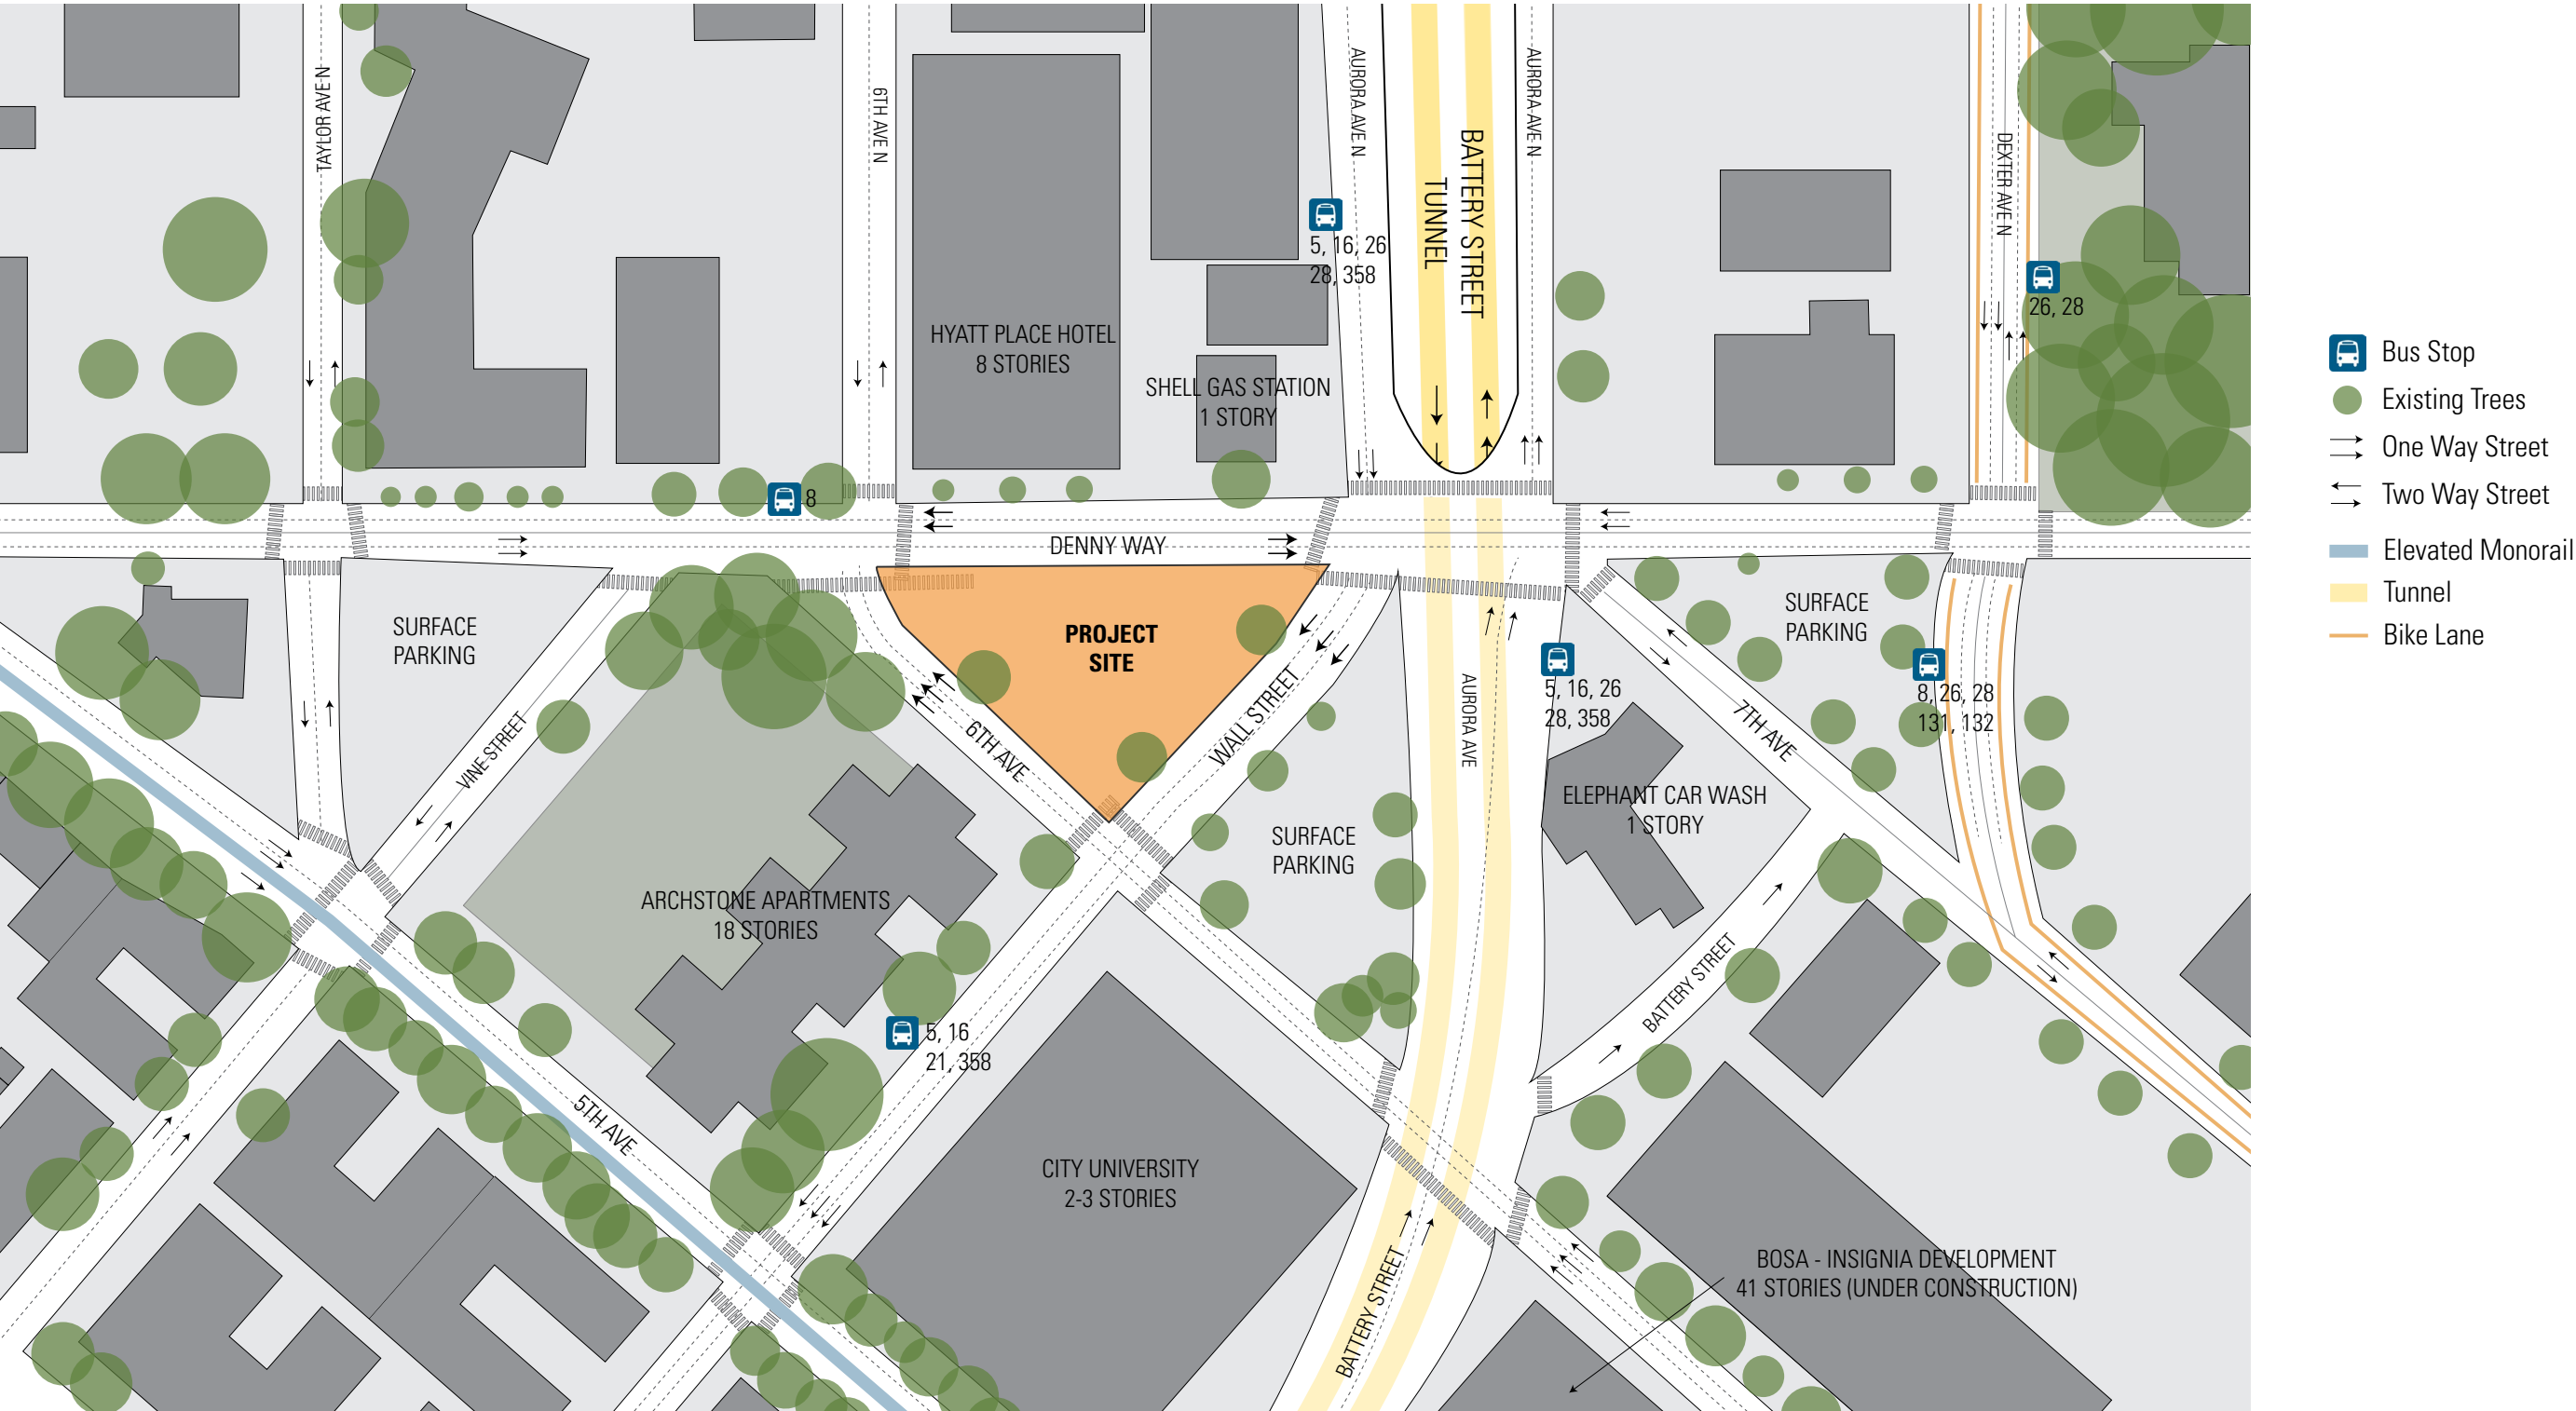 TAYLOR AVE N
6TH AVE N
AURORA AVE N
BATTERY STREET
TUNNEL
AURORA AVE N
DEXTER AVE N
5, 16, 26
28, 358
26, 28
HYATT PLACE HOTEL
8 STORIES
SHELL GAS STATION
1 STORY
8
DENNY WAY
SURFACE
PARKING
VINE STREET
PROJECT
SITE
6TH AVE
WALL STREET
AURORA AVE
5, 16, 26
28, 358
7TH AVE
SURFACE
PARKING
8, 26, 28
131, 132
ELEPHANT CAR WASH
1 STORY
SURFACE
PARKING
ARCHSTONE APARTMENTS
18 STORIES
BATTERY STREET
5, 16
21, 358
5TH AVE
CITY UNIVERSITY
2-3 STORIES
BATTERY STREET
BOSA - INSIGNIA DEVELOPMENT
41 STORIES (UNDER CONSTRUCTION)
Bus Stop
Existing Trees
One Way Street
Two Way Street
Elevated Monorail
Tunnel
Bike Lane